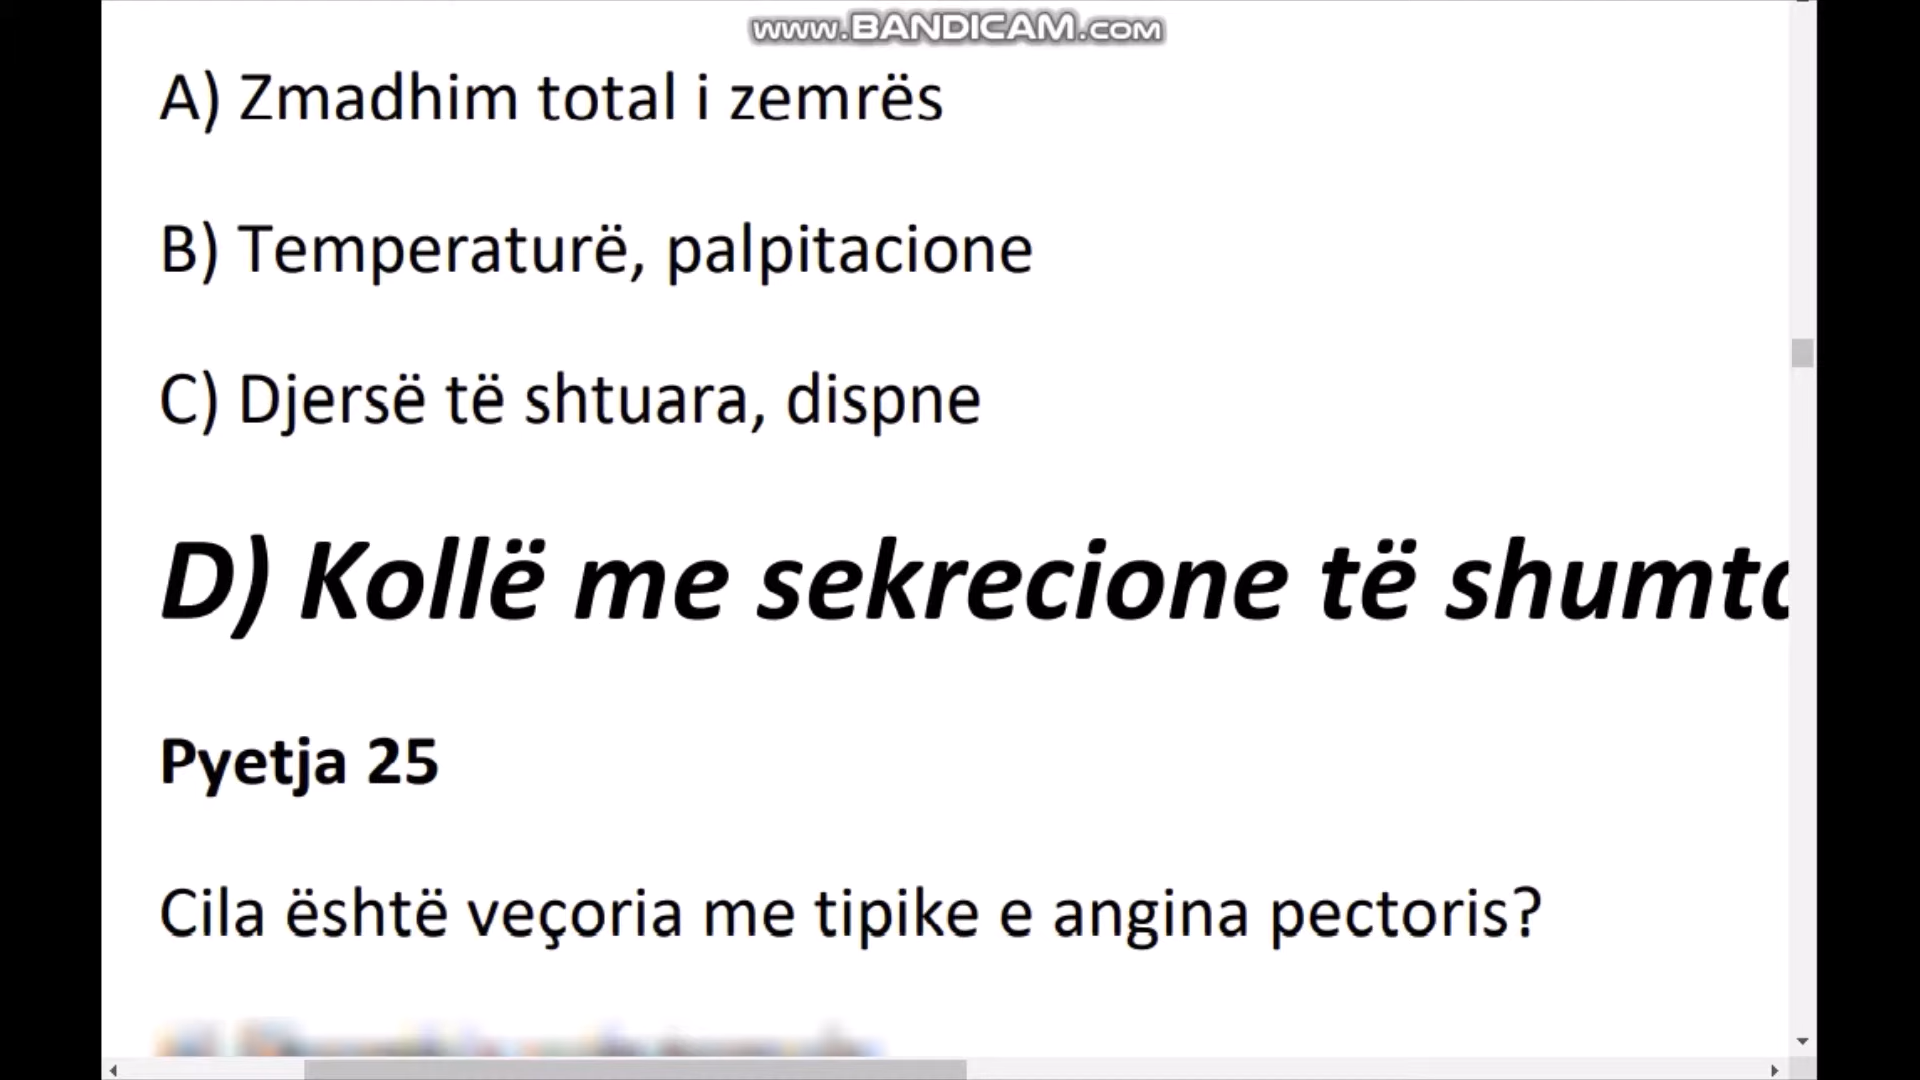 www.BANDICAM.com
A) Zmadhim total i zemrës
B) Temperaturë, palpitacione
C) Djersë të shtuara, dispne
D) Kollë me sekrecione të
Pyetja 25
Cila është veçoria me tipike e angina pectoris?